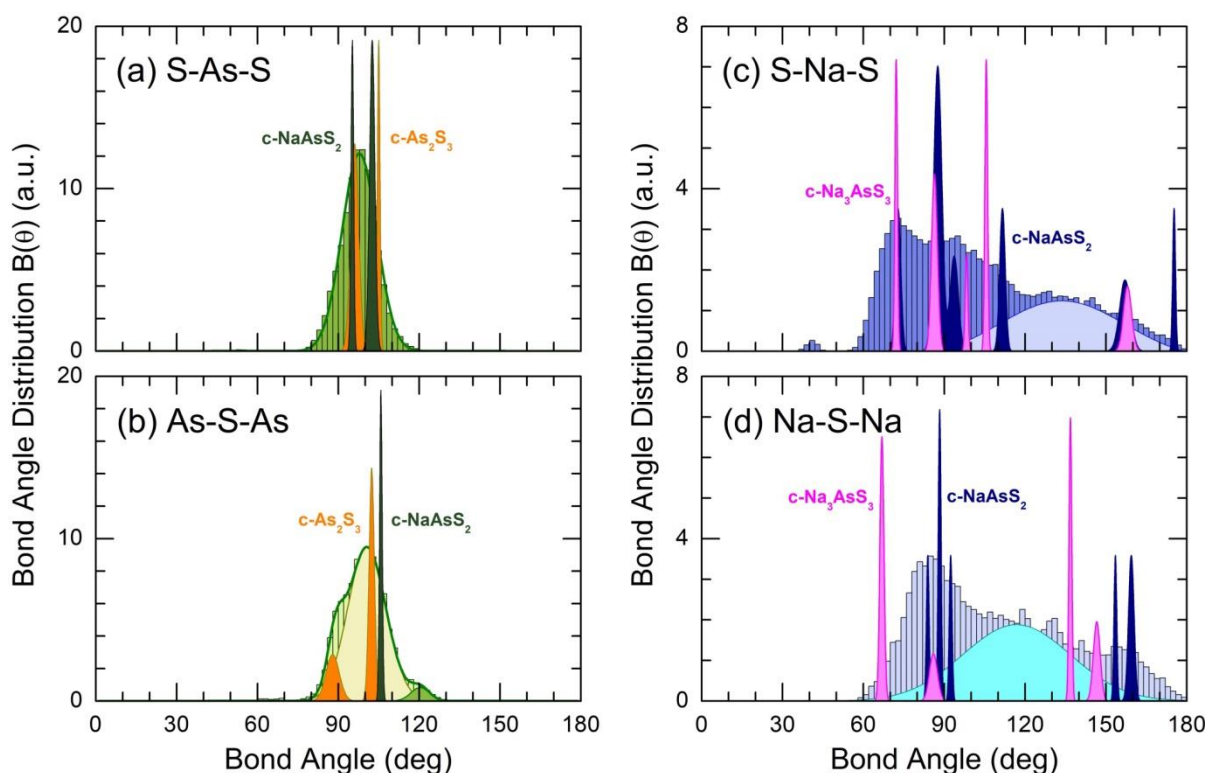 Bond Angle Distribution B(θ) (a.u.)
20
10
0
(a) S-As-S
c-NaAsS₂
c-As₂S₃
Bond Angle Distribution B(θ) (a.u.)
8
4
0
(c) S-Na-S
c-Na₃AsS₃
c-NaAsS₂
20
10
0
(b) As-S-As
c-As₂S₃
c-NaAsS₂
0 30 60 90 120 150 180
Bond Angle (deg)
8
4
0
(d) Na-S-Na
c-Na₃AsS₃
c-NaAsS₂
0 30 60 90 120 150 180
Bond Angle (deg)